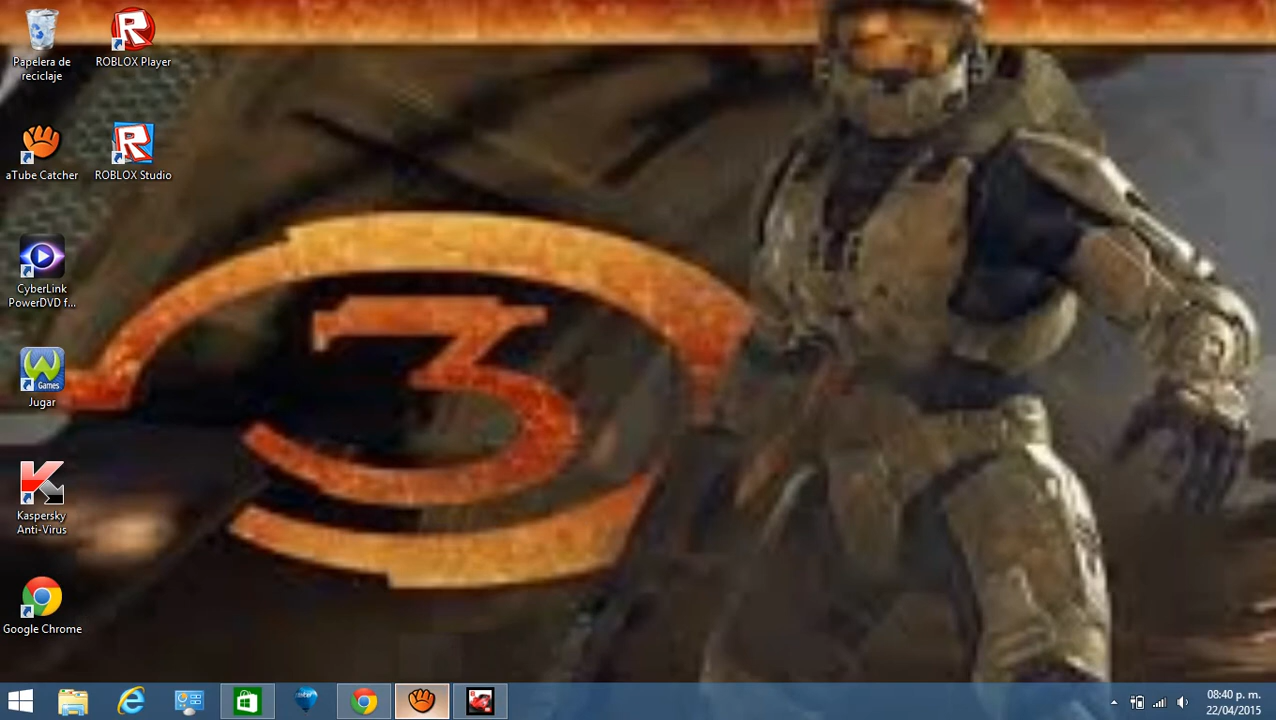 Papelera de
reciclaje
ROBLOX Player
aTube Catcher
ROBLOX Studio
CyberLink
PowerDVD f...
Games
Jugar
Kaspersky
Anti-Virus
Google Chrome
3
08:40 p. m.
22/04/2015